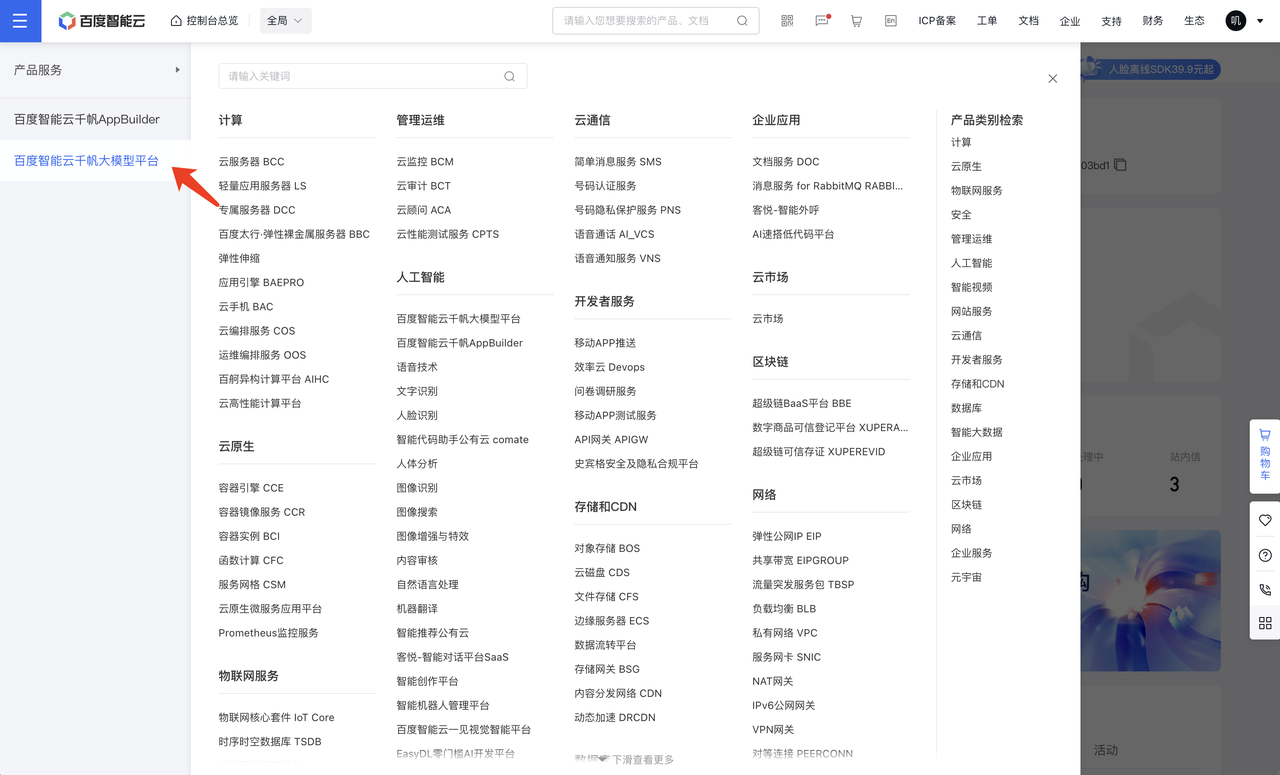 百度智能云
控制台总览
全局
请输入您想要搜索的产品、文档
En
ICP备案
工单
文档
企业
支持
财务
生态
叽
产品服务
百度智能云千帆AppBuilder
百度智能云千帆大模型平台
请输入关键词
计算
云服务器 BCC
轻量应用服务器 LS
专属服务器 DCC
百度太行·弹性裸金属服务器 BBC
弹性伸缩
应用引擎 BAEPRO
云手机 BAC
云编排服务 COS
运维编排服务 OOS
百舸异构计算平台 AIHC
云高性能计算平台
云原生
容器引擎 CCE
容器镜像服务 CCR
容器实例 BCI
函数计算 CFC
服务网格 CSM
云原生微服务应用平台
Prometheus监控服务
物联网服务
物联网核心套件 IoT Core
时序时空数据库 TSDB
管理运维
云监控 BCM
云审计 BCT
云顾问 ACA
云性能测试服务 CPTS
人工智能
百度智能云千帆大模型平台
百度智能云千帆AppBuilder
语音技术
文字识别
人脸识别
智能代码助手公有云 comate
人体分析
图像识别
图像搜索
图像增强与特效
内容审核
自然语言处理
机器翻译
智能推荐公有云
客悦-智能对话平台SaaS
智能创作平台
智能机器人管理平台
百度智能云一见视觉智能平台
EasyDL零门槛AI开发平台
云通信
简单消息服务 SMS
号码认证服务
号码隐私保护服务 PNS
语音通话 AI_VCS
语音通知服务 VNS
开发者服务
移动APP推送
效率云 Devops
问卷调研服务
移动APP测试服务
API网关 APIGW
史宾格安全及隐私合规平台
存储和CDN
对象存储 BOS
云磁盘 CDS
文件存储 CFS
边缘服务器 ECS
数据流转平台
存储网关 BSG
内容分发网络 CDN
动态加速 DRCDN
下滑查看更多
企业应用
文档服务 DOC
消息服务 for RabbitMQ RABBI...
客悦-智能外呼
AI速搭低代码平台
云市场
云市场
区块链
超级链BaaS平台 BBE
数字商品可信登记平台 XUPERA...
超级链可信存证 XUPEREVID
网络
弹性公网IP EIP
共享带宽 EIPGROUP
流量突发服务包 TBSP
负载均衡 BLB
私有网络 VPC
服务网卡 SNIC
NAT网关
IPv6公网网关
VPN网关
对等连接 PEERCONN
产品类别检索
计算
云原生
物联网服务
安全
管理运维
人工智能
智能视频
网站服务
云通信
开发者服务
存储和CDN
数据库
智能大数据
企业应用
云市场
区块链
网络
企业服务
元宇宙
人脸离线SDK39.9元起
03bd1
理中
站内信
3
活动
购物车